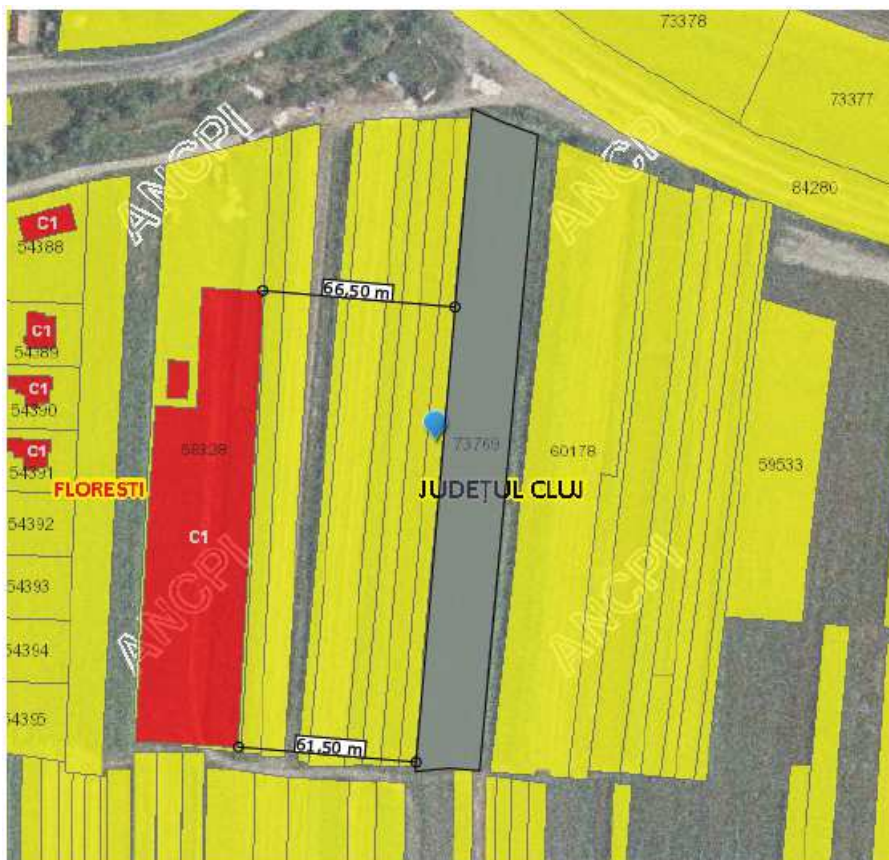 73378
73377
84280
ANCPI
ANCPI
C1
54388
66,50 m
C1
54389
C1
54390
C1
54391
73769
60178
59533
FLORESTI
JUDEȚUL CLUJ
54392
C1
54393
ANCPI
ANCPI
54394
54395
61,50 m